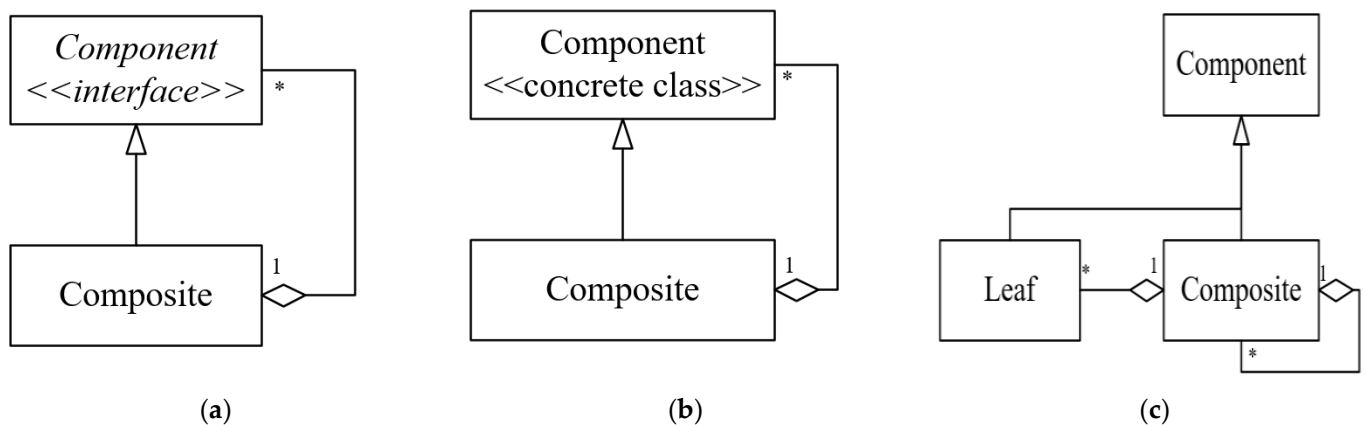 Component
<<interface>>
*
1
Composite
(a)
Component
<<concrete class>>
*
1
Composite
(b)
Component
Leaf
*
1
Composite
1
*
(c)